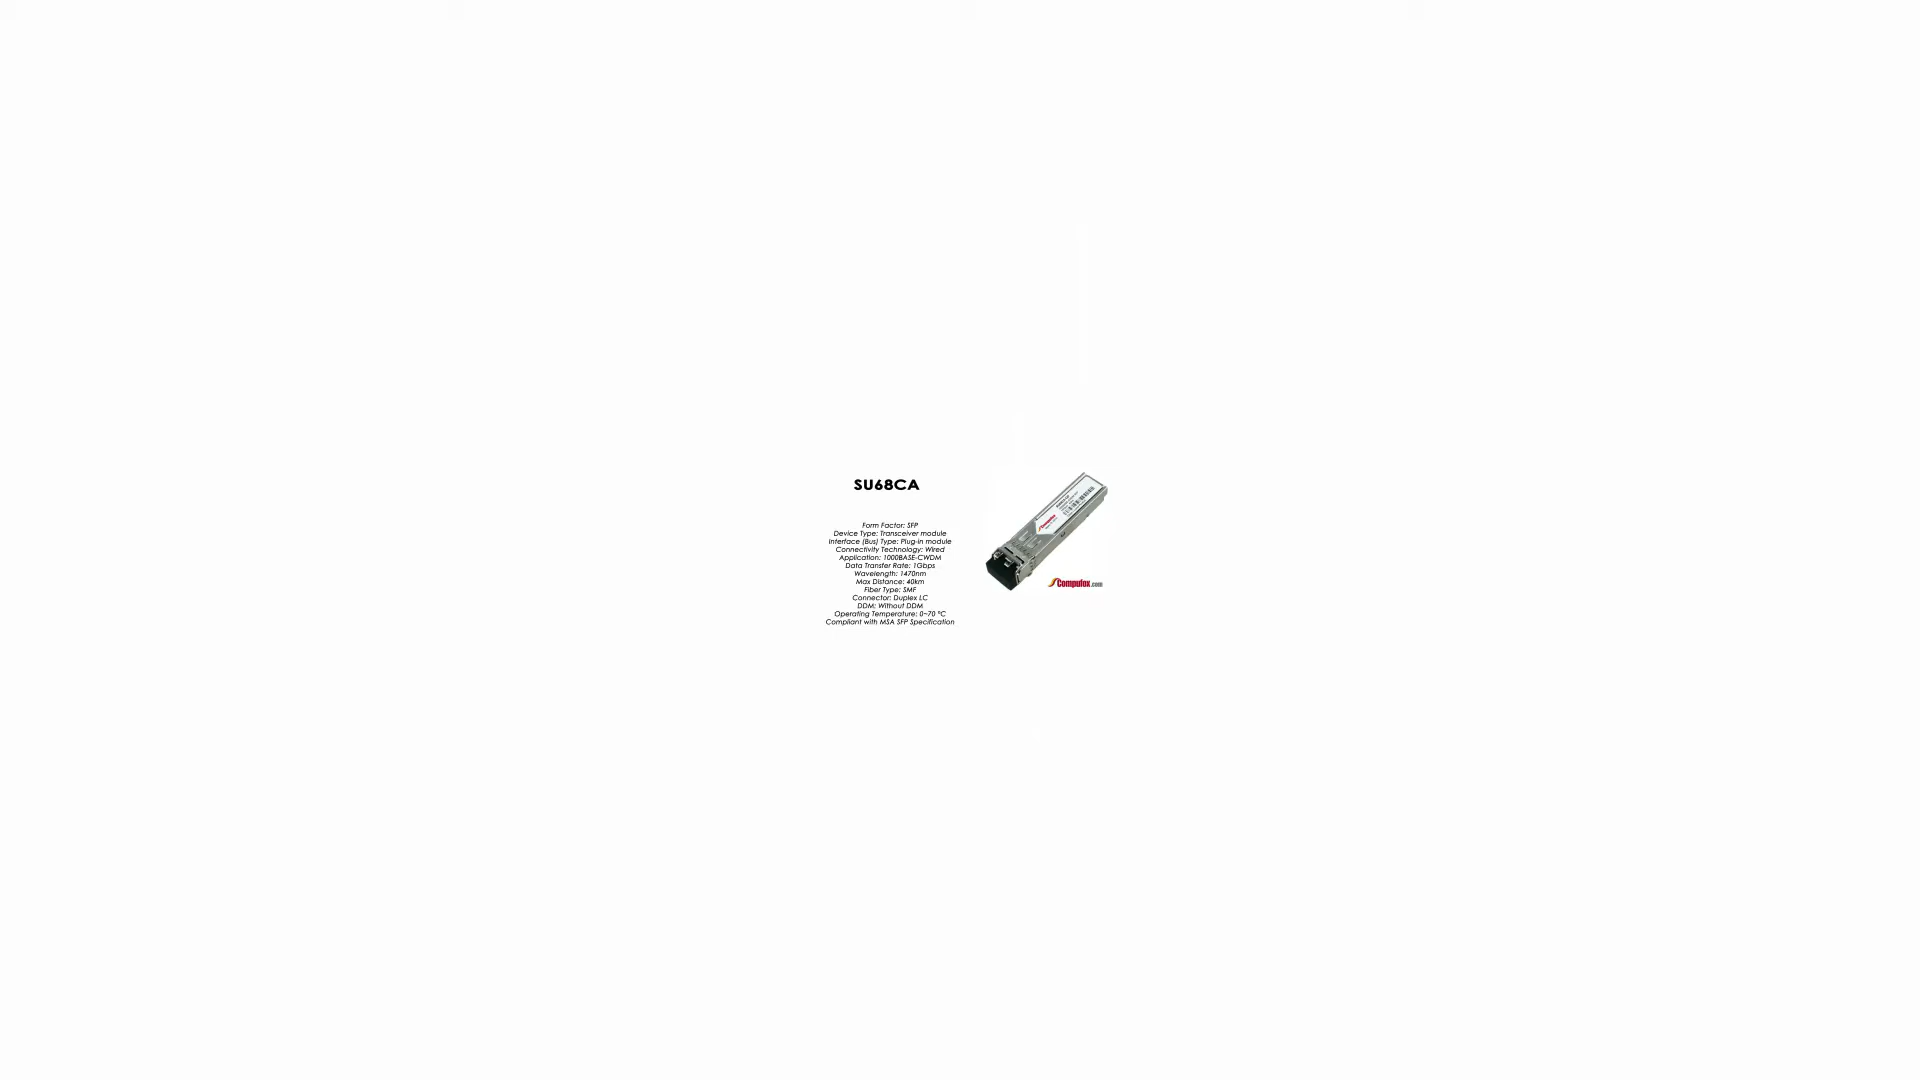 SU68CA
Form Factor: SFP
Device Type: Transceiver module
Interface (Bus) Type: Plug-in module
Connectivity Technology: Wired
Application: 1000BASE-CWDM
Data Transfer Rate: 1Gbps
Wavelength: 1470nm
Max Distance: 40km
Fiber Type: SMF
Connector: Duplex LC
DDM: Without DDM
Operating Temperature: 0~70 °C
Compliant with MSA SFP Specification
Compufox
Compufox.com